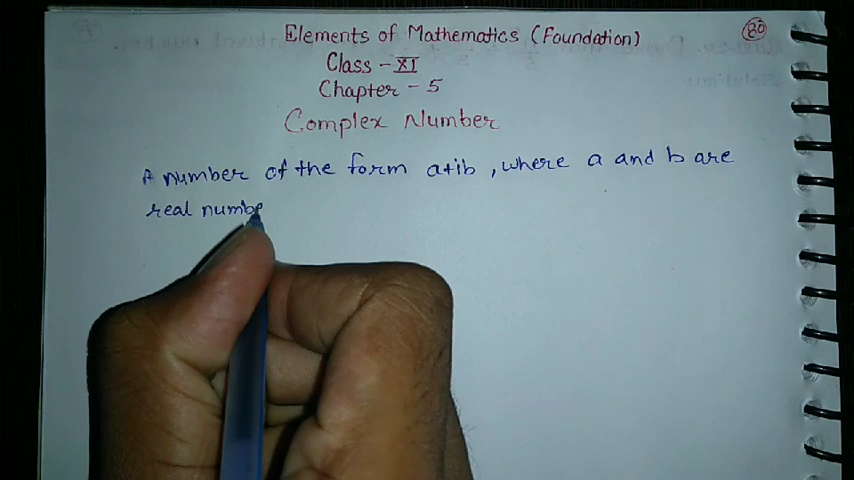 Elements of Mathematics (Foundation)
80
Class - XI
Chapter - 5
Complex Number
A number of the form a+ib, where a and b are
real numbe